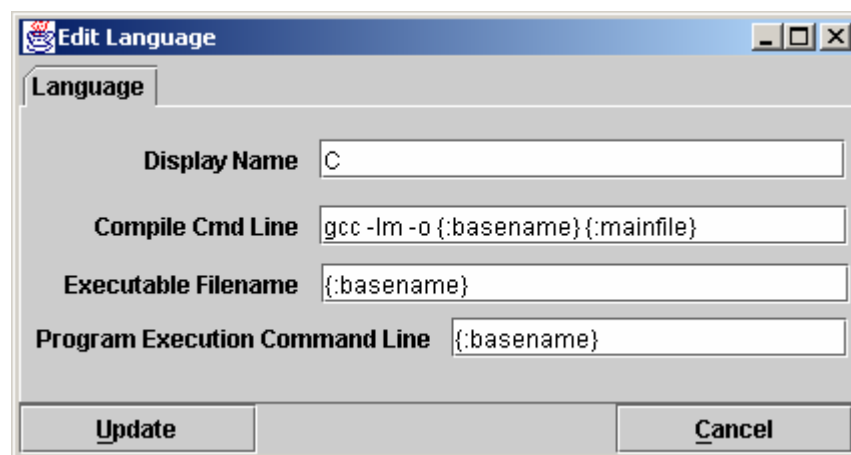 Edit Language
Language
Display Name C
Compile Cmd Line gcc -lm -o {:basename} {:mainfile}
Executable Filename {:basename}
Program Execution Command Line {:basename}
Update Cancel